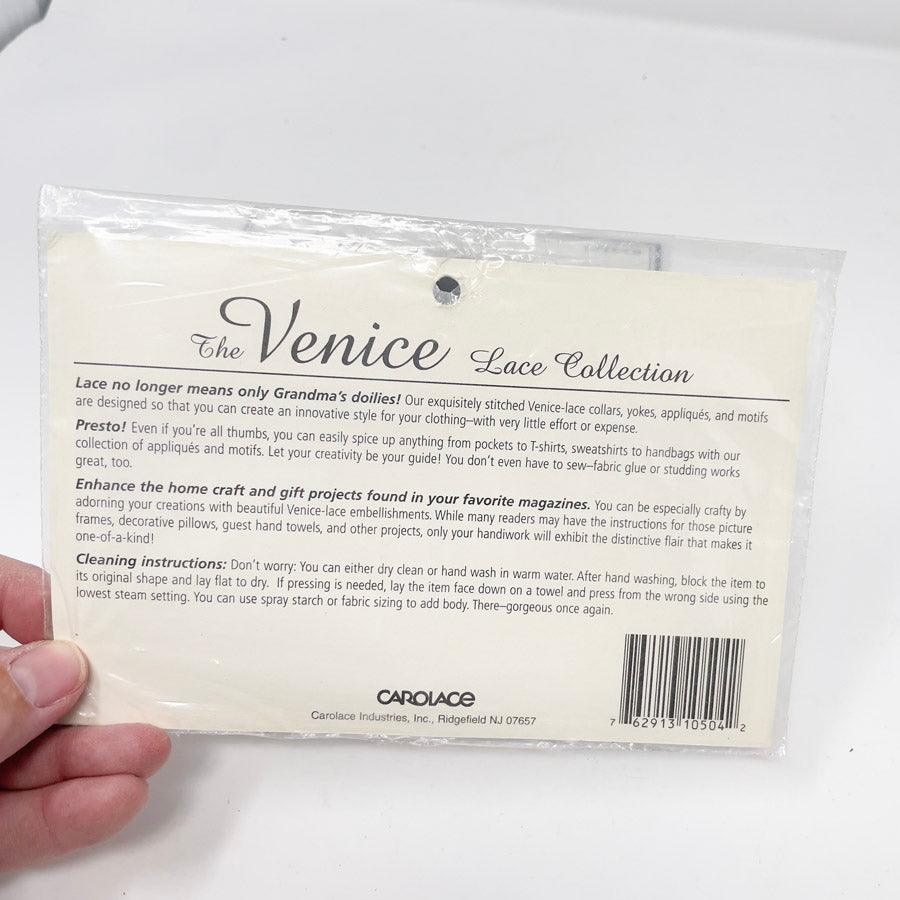 The Venice Lace Collection
Lace no longer means only Grandma's doilies! Our exquisitely stitched Venice-lace collars, yokes, appliqués, and motifs
are designed so that you can create an innovative style for your clothing–with very little effort or expense.
Presto! Even if you're all thumbs, you can easily spice up anything from pockets to T-shirts, sweatshirts to handbags with our
collection of appliqués and motifs. Let your creativity be your guide! You don't even have to sew–fabric glue or studding works
great, too.
Enhance the home craft and gift projects found in your favorite magazines. You can be especially crafty by
adorning your creations with beautiful Venice-lace embellishments. While many readers may have the instructions for those picture
frames, decorative pillows, guest hand towels, and other projects, only your handiwork will exhibit the distinctive flair that makes it
one-of-a-kind!
Cleaning instructions: Don't worry: You can either dry clean or hand wash in warm water. After hand washing, block the item to
its original shape and lay flat to dry. If pressing is needed, lay the item face down on a towel and press from the wrong side using the
lowest steam setting. You can use spray starch or fabric sizing to add body. There–gorgeous once again.
CAROLACE
Carolace Industries, Inc., Ridgefield NJ 07657
7 62913 10504 2